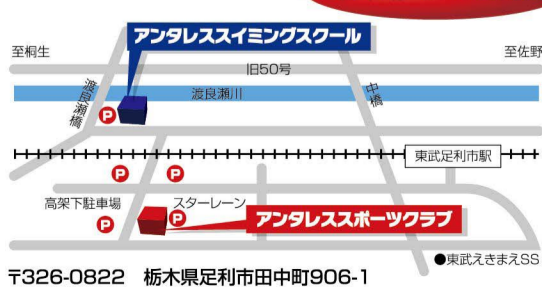 アンタレススイミングスクール
至桐生
至佐野
旧50号
渡良瀬川
渡良瀬橋
中橋
P
東武足利市駅
P
P
高架下駐車場
スターレーン
P
P
アンタレススポーツクラブ
●東武えきまえSS
〒326-0822 栃木県足利市田中町906-1